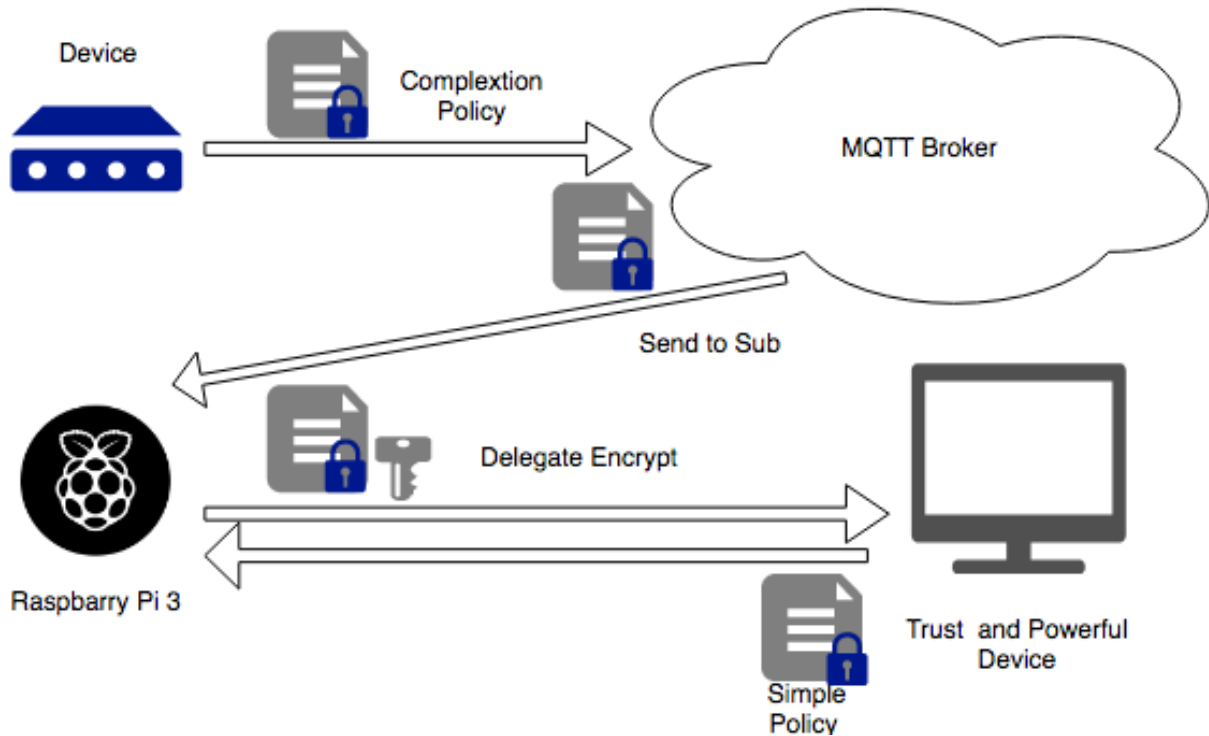 Device
Complextion
Policy
MQTT Broker
Send to Sub
Delegate Encrypt
Raspbarry Pi 3
Trust and Powerful
Device
Simple
Policy